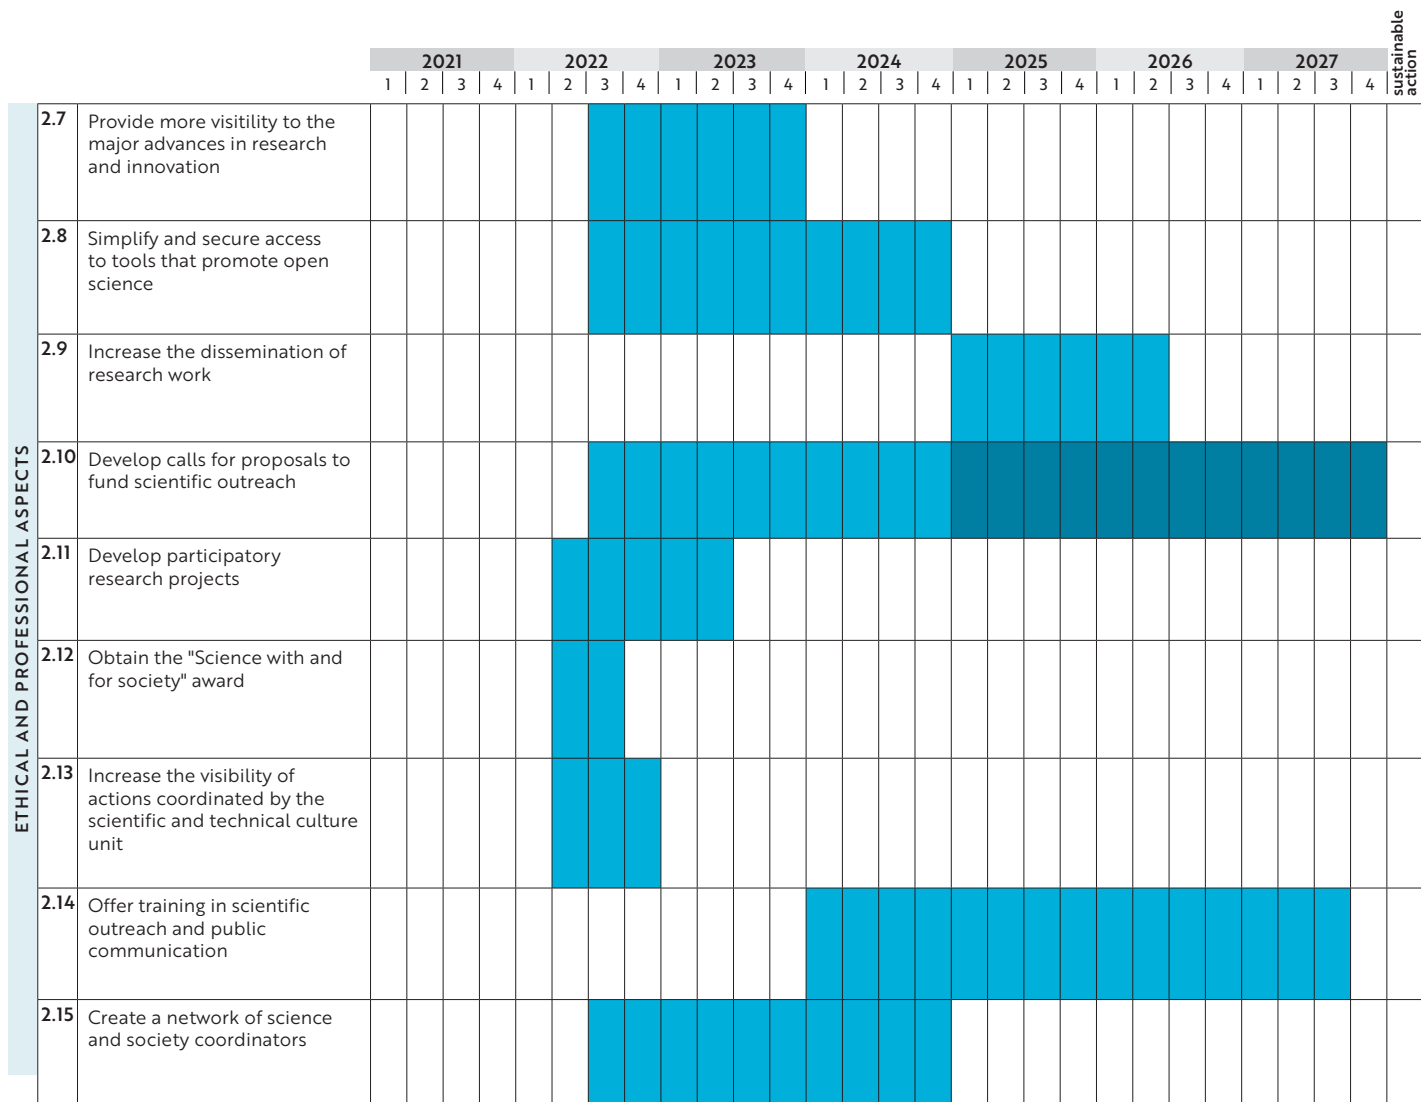 sustainable
action
2021 2022 2023 2024 2025 2026 2027
1 2 3 4 1 2 3 4 1 2 3 4 1 2 3 4 1 2 3 4 1 2 3 4 1 2 3 4
ETHICAL AND PROFESSIONAL ASPECTS
2.7 Provide more visitility to the
major advances in research
and innovation
2.8 Simplify and secure access
to tools that promote open
science
2.9 Increase the dissemination of
research work
2.10 Develop calls for proposals to
fund scientific outreach
2.11 Develop participatory
research projects
2.12 Obtain the "Science with and
for society" award
2.13 Increase the visibility of
actions coordinated by the
scientific and technical culture
unit
2.14 Offer training in scientific
outreach and public
communication
2.15 Create a network of science
and society coordinators